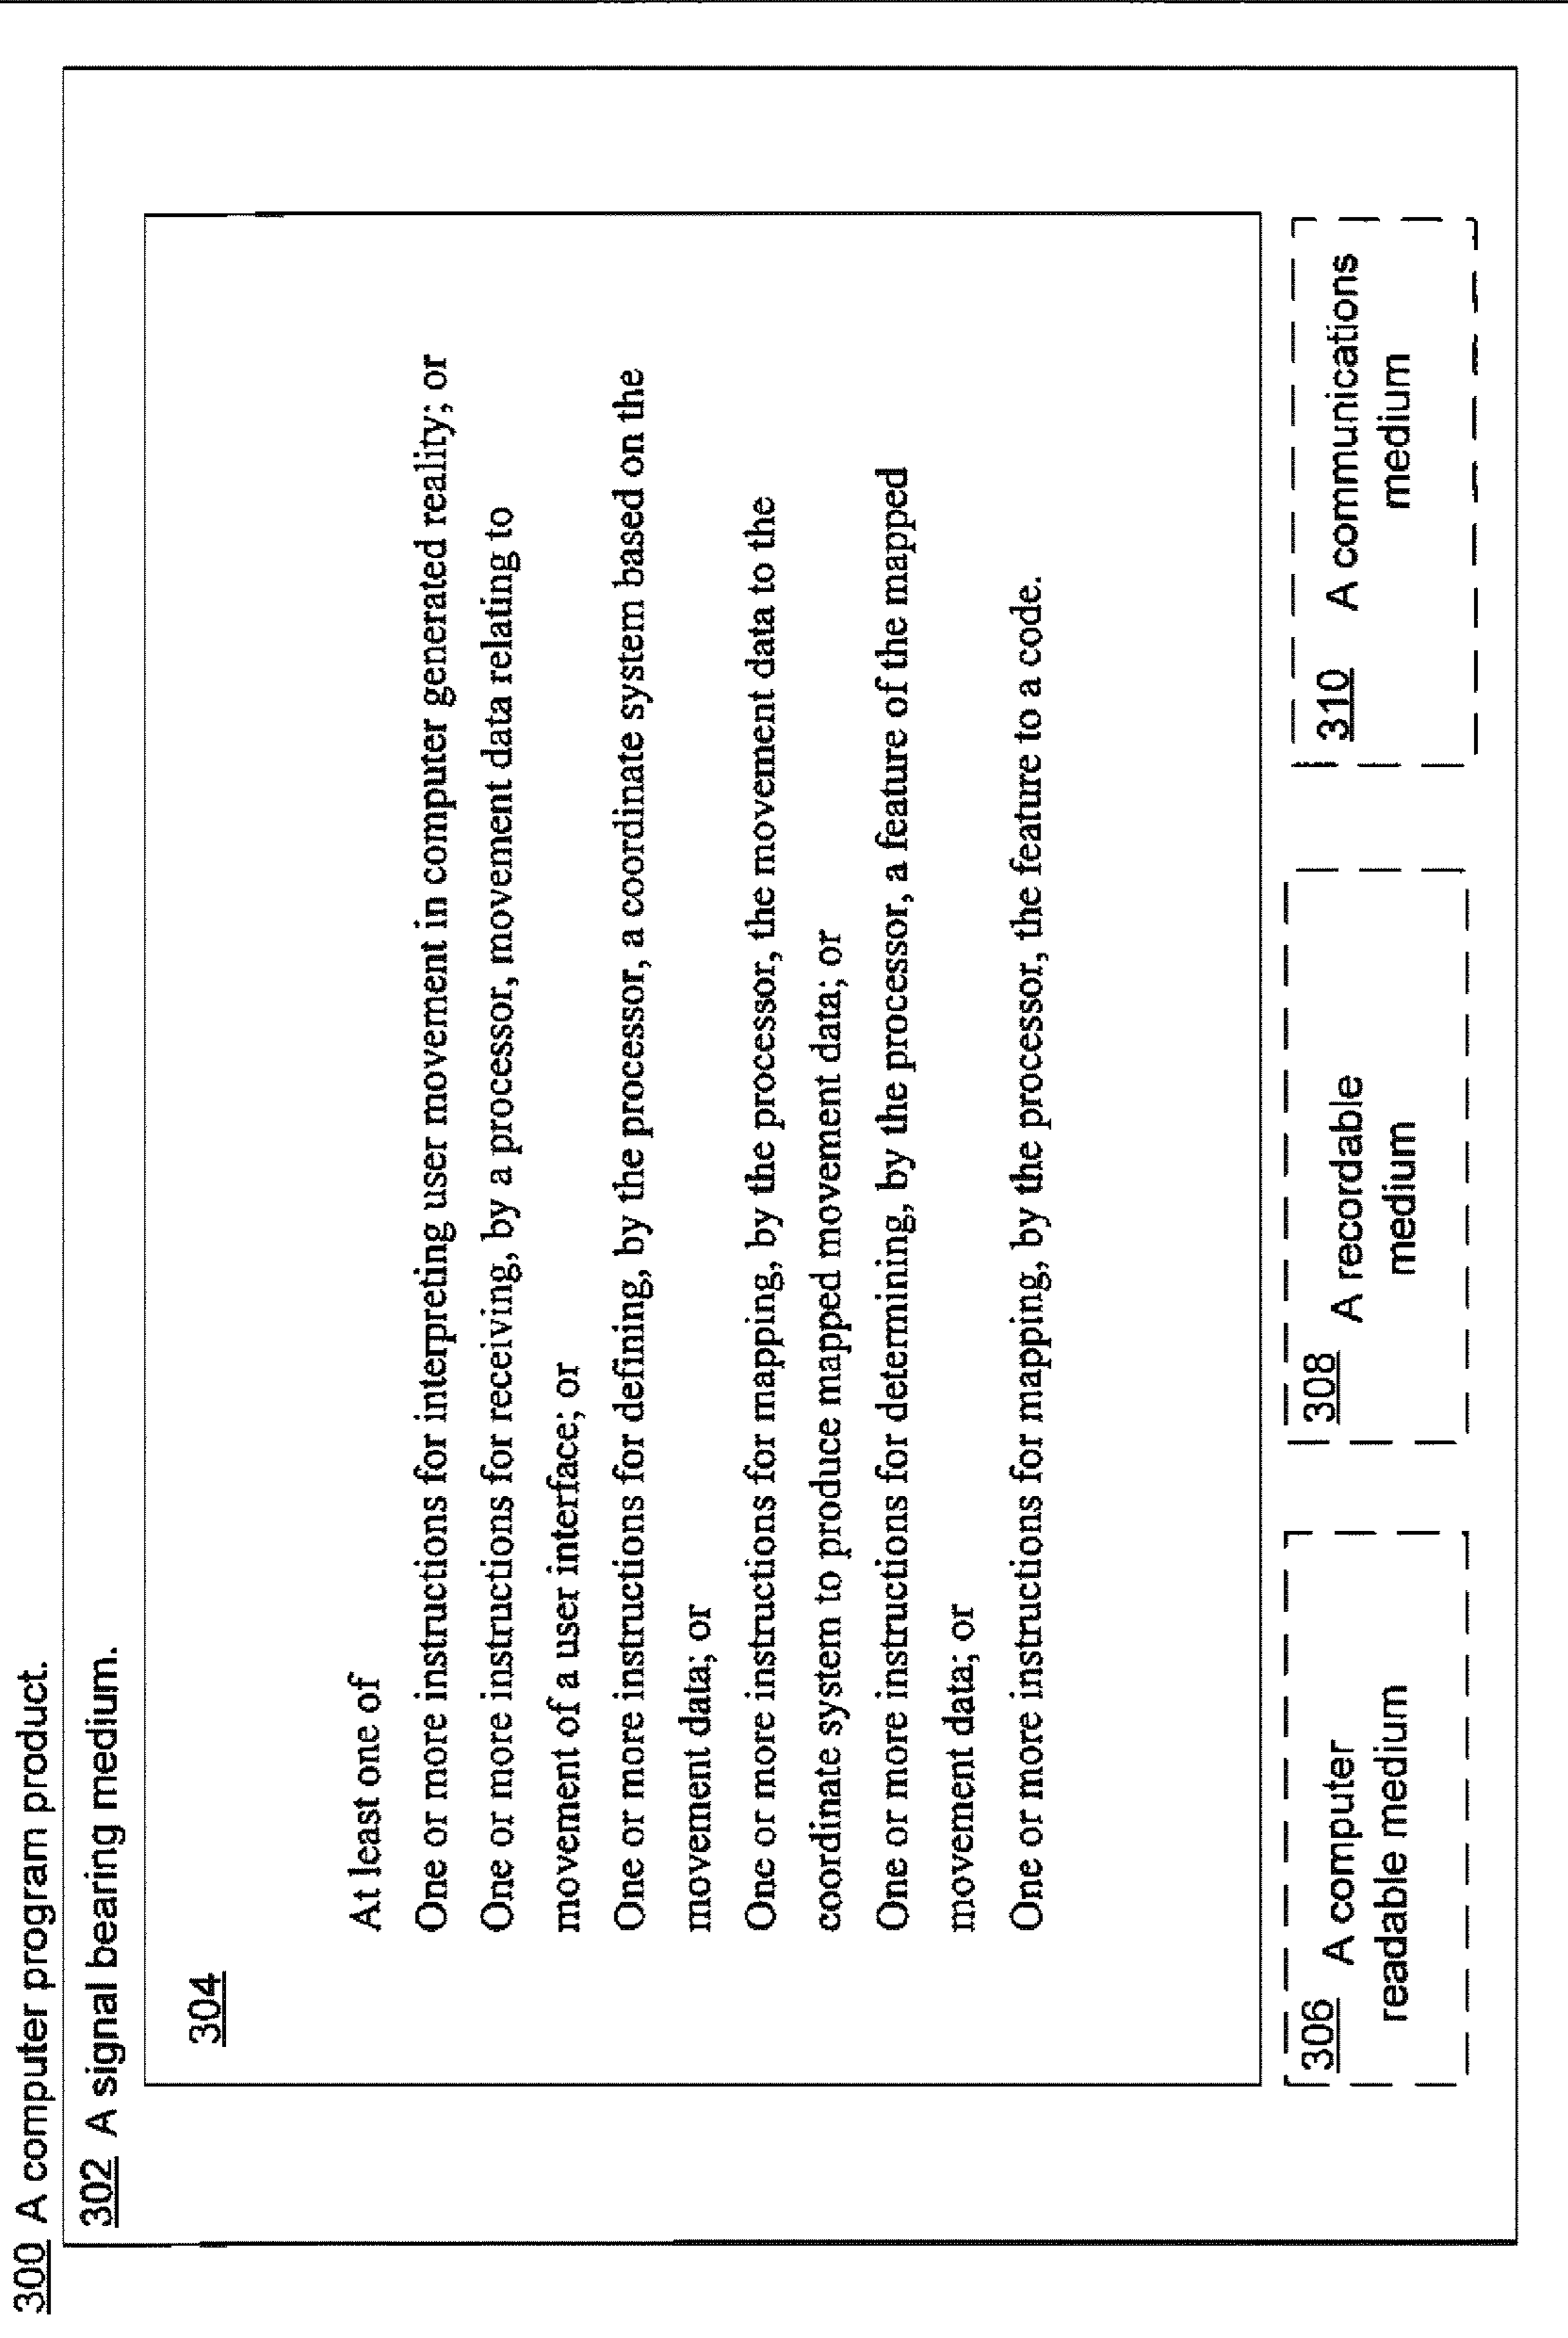 300 A computer program product.
302 A signal bearing medium.
304
At least one of
One or more instructions for interpreting user movement in computer generated reality; or
One or more instructions for receiving, by a processor, movement data relating to
movement of a user interface; or
One or more instructions for defining, by the processor, a coordinate system based on the
movement data; or
One or more instructions for mapping, by the processor, the movement data to the
coordinate system to produce mapped movement data; or
One or more instructions for determining, by the processor, a feature of the mapped
movement data; or
One or more instructions for mapping, by the processor, the feature to a code.
306 A computer
readable medium
308 A recordable
medium
310 A communications
medium